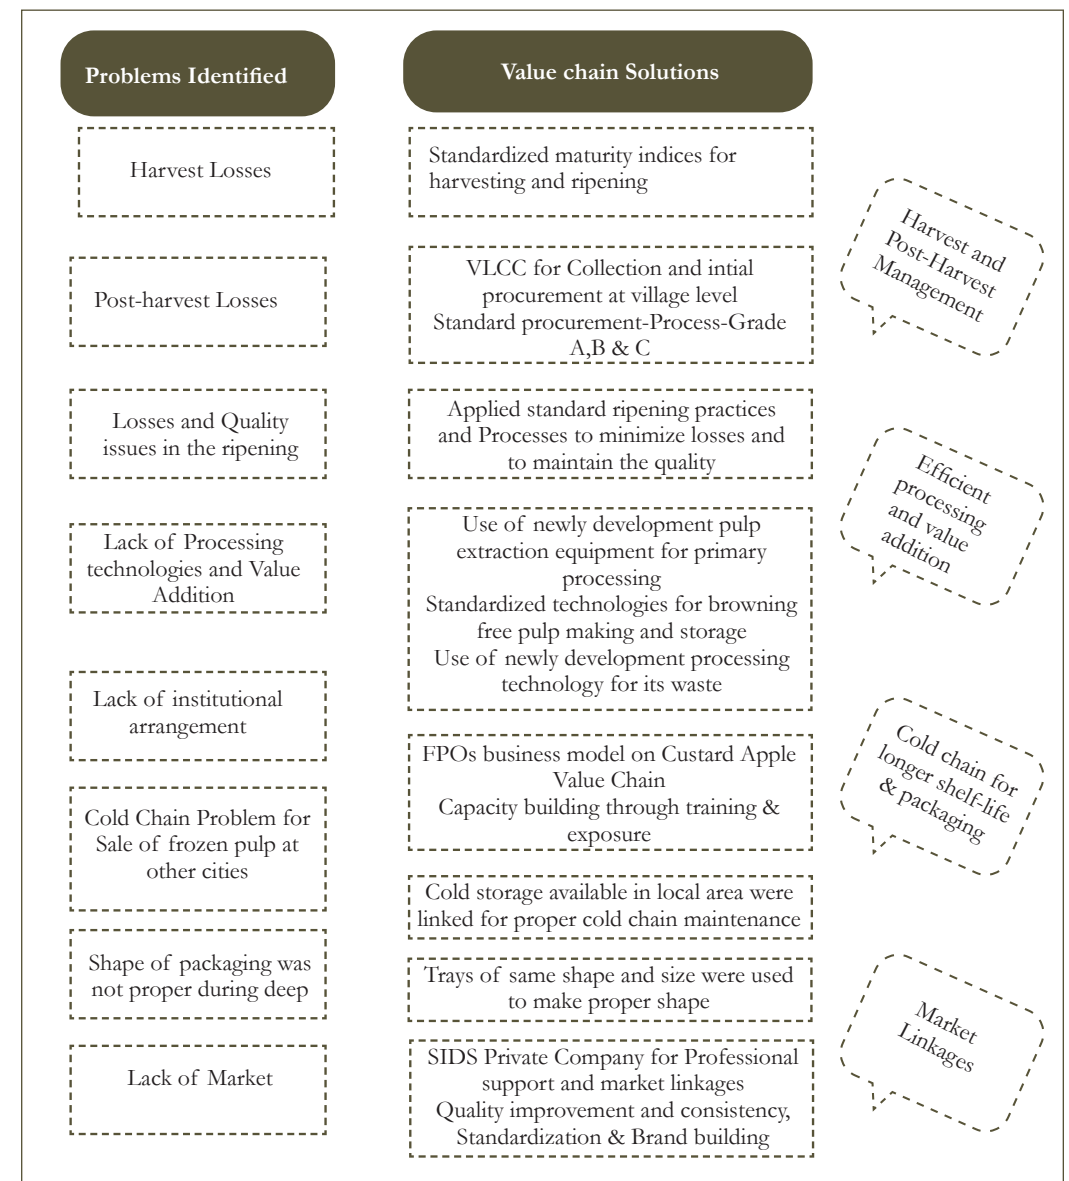 Problems Identified
Value chain Solutions
Harvest Losses
Standardized maturity indices for
harvesting and ripening
Post-harvest Losses
VLCC for Collection and intial
procurement at village level
Standard procurement-Process-Grade
A,B & C
Harvest and
Post-Harvest
Management
Losses and Quality
issues in the ripening
Applied standard ripening practices
and Processes to minimize losses and
to maintain the quality
Lack of Processing
technologies and Value
Addition
Use of newly development pulp
extraction equipment for primary
processing
Standardized technologies for browning
free pulp making and storage
Use of newly development processing
technology for its waste
Efficient
processing
and value
addition
Lack of institutional
arrangement
FPOs business model on Custard Apple
Value Chain
Capacity building through training &
exposure
Cold Chain Problem for
Sale of frozen pulp at
other cities
Cold storage available in local area were
linked for proper cold chain maintenance
Cold chain for
longer shelf-life
& packaging
Shape of packaging was
not proper during deep
Trays of same shape and size were used
to make proper shape
Lack of Market
SIDS Private Company for Professional
support and market linkages
Quality improvement and consistency,
Standardization & Brand building
Market
Linkages